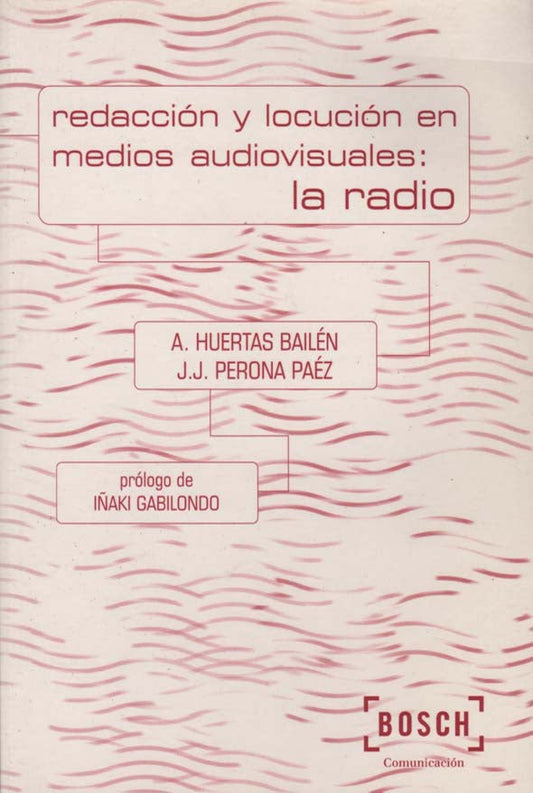 redacción y locución en
medios audiovisuales:
la radio
A. HUERTAS BAILÉN
J.J. PERONA PAÉZ
prólogo de
IÑAKI GABILONDO
BOSCH
Comunicación